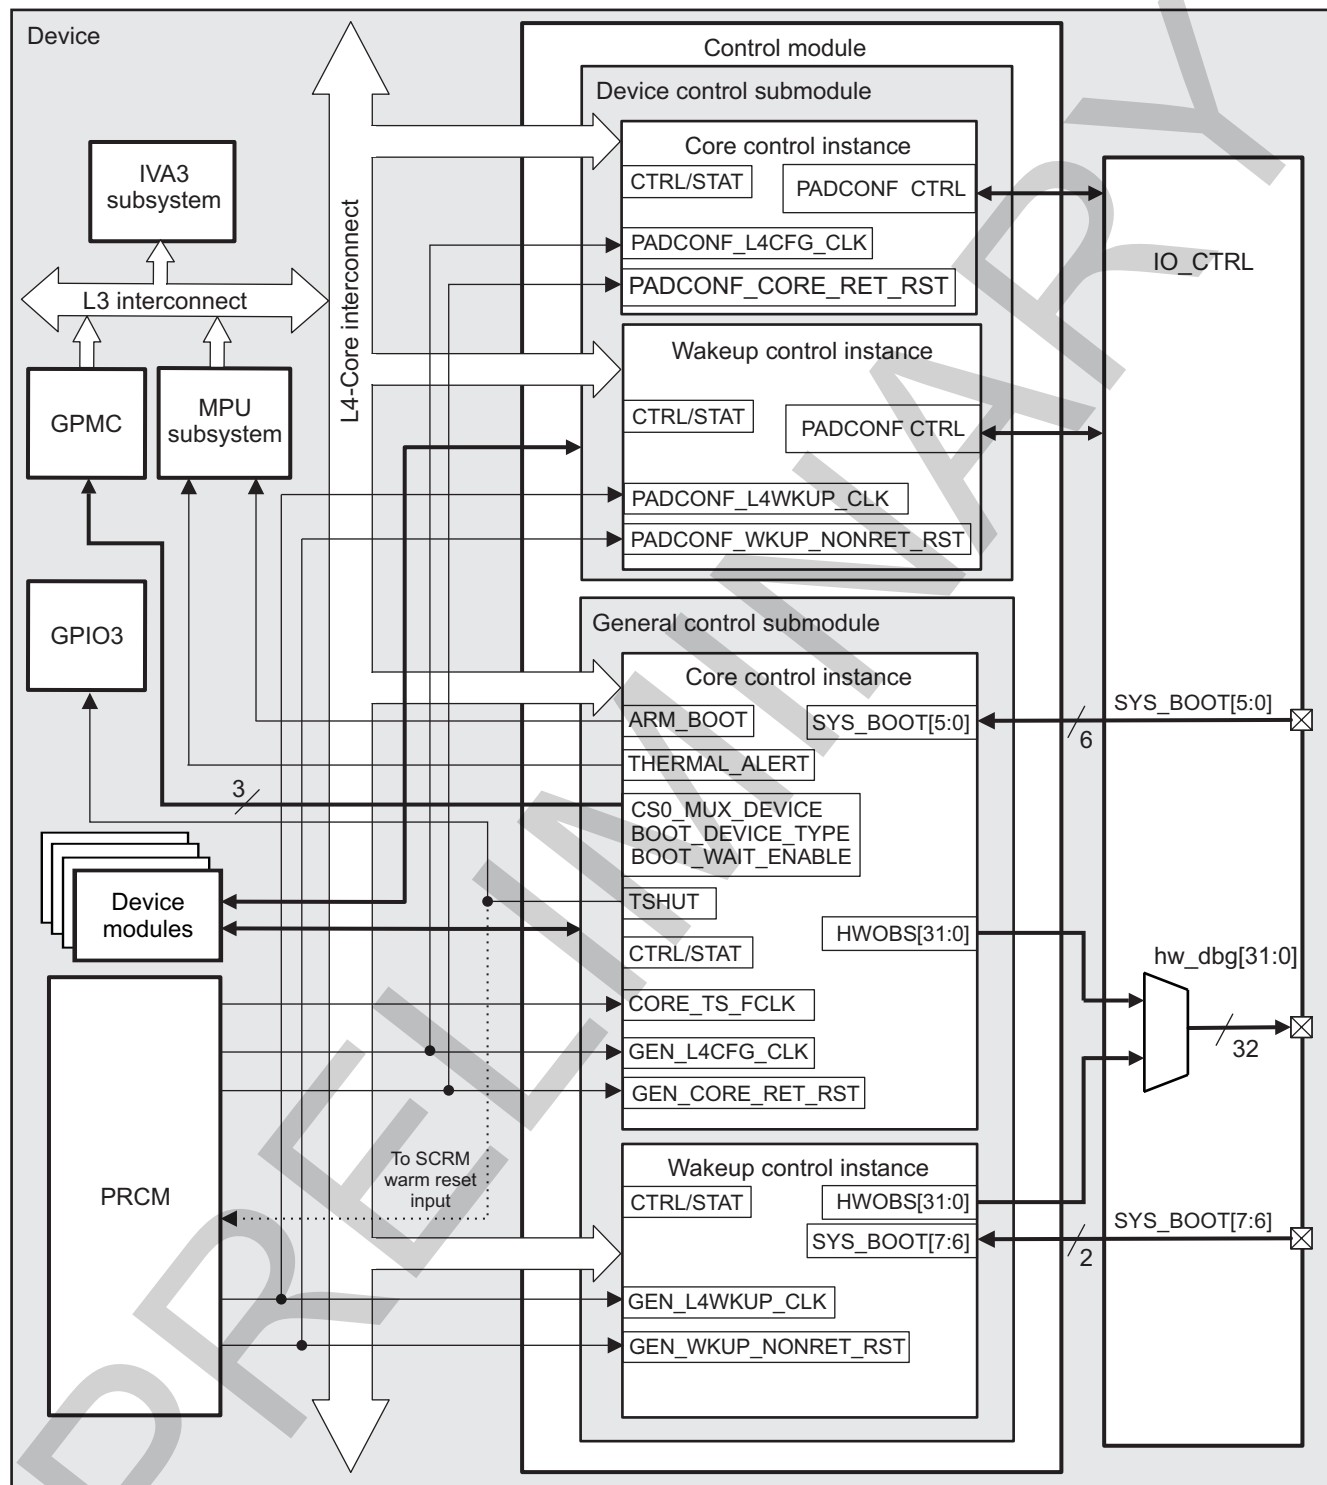 Device
Control module
Device control submodule
Core control instance
CTRL/STAT
PADCONF CTRL
PADCONF_L4CFG_CLK
PADCONF_CORE_RET_RST
IVA3
subsystem
L3 interconnect
L4-Core interconnect
IO_CTRL
Wakeup control instance
CTRL/STAT
PADCONF CTRL
PADCONF_L4WKUP_CLK
PADCONF_WKUP_NONRET_RST
GPMC
MPU
subsystem
GPIO3
General control submodule
Core control instance
ARM_BOOT
SYS_BOOT[5:0]
6
SYS_BOOT[5:0]
THERMAL_ALERT
3
CS0_MUX_DEVICE
BOOT_DEVICE_TYPE
BOOT_WAIT_ENABLE
TSHUT
Device
modules
HWOBS[31:0]
CTRL/STAT
hw_dbg[31:0]
32
CORE_TS_FCLK
GEN_L4CFG_CLK
GEN_CORE_RET_RST
PRCM
To SCRM
warm reset
input
Wakeup control instance
CTRL/STAT
HWOBS[31:0]
SYS_BOOT[7:6]
2
SYS_BOOT[7:6]
GEN_L4WKUP_CLK
GEN_WKUP_NONRET_RST
PRELIMINARY